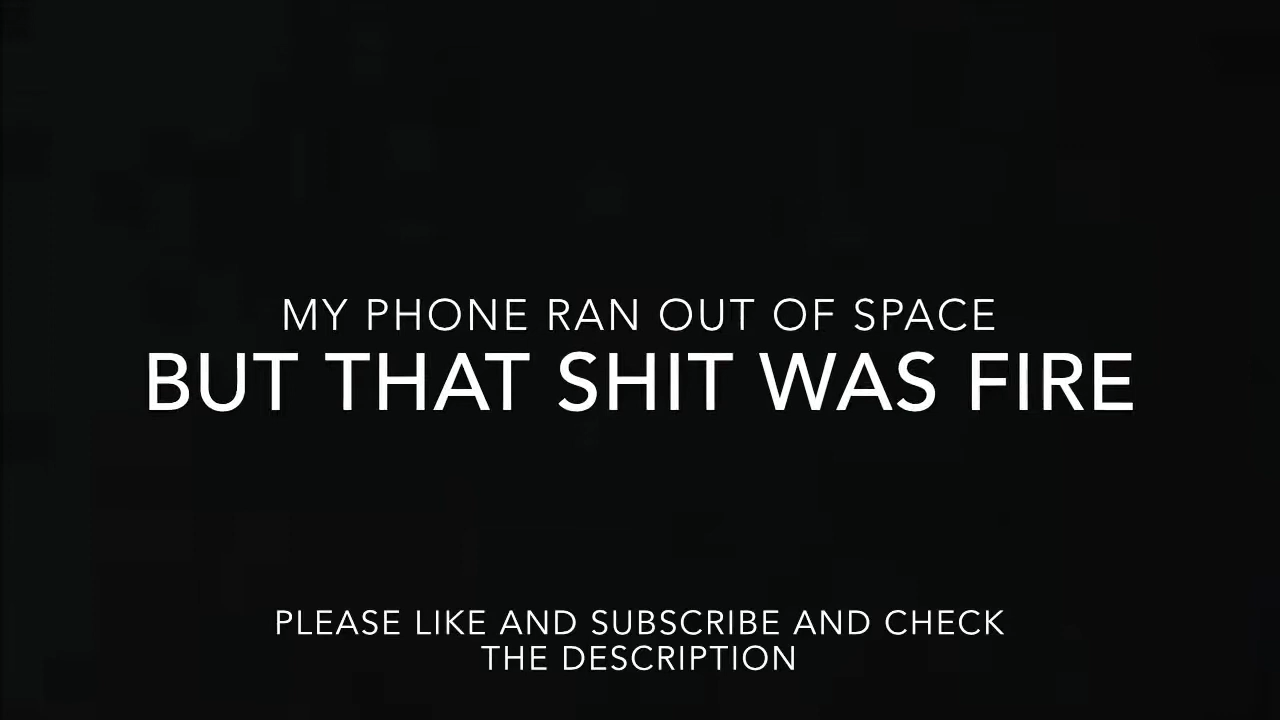 MY PHONE RAN OUT OF SPACE
BUT THAT SHIT WAS FIRE
PLEASE LIKE AND SUBSCRIBE AND CHECK
THE DESCRIPTION